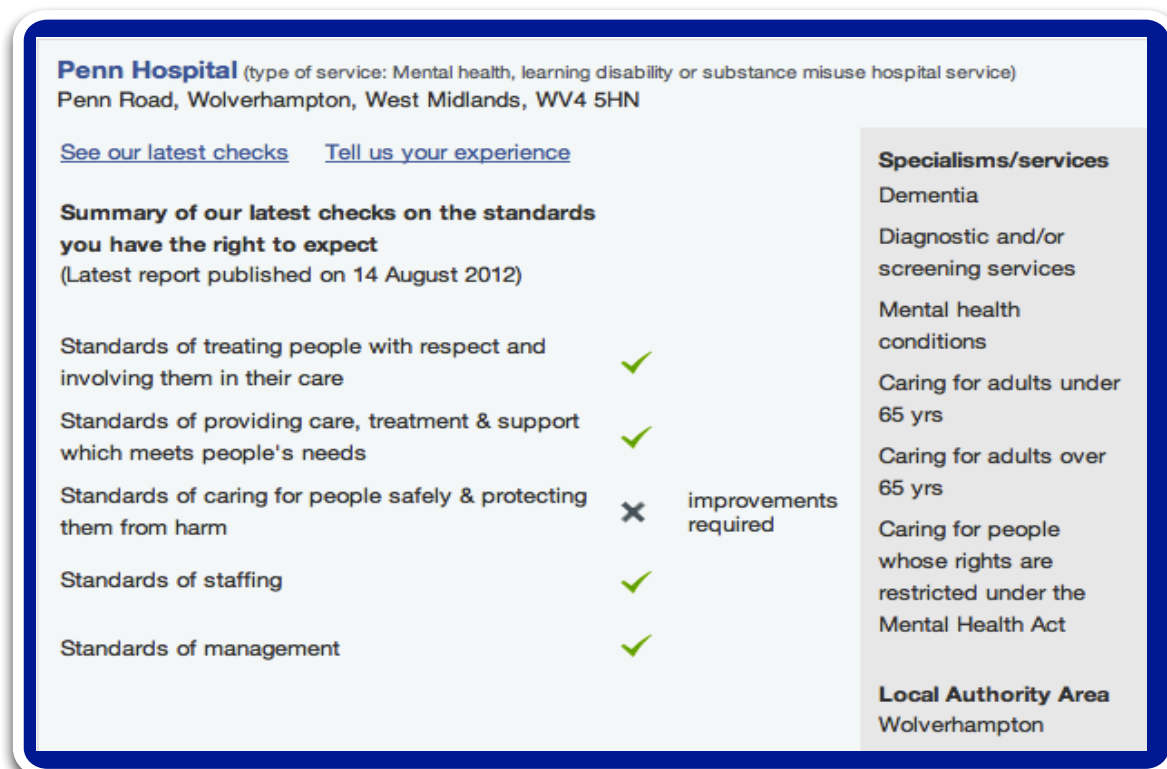 Penn Hospital (type of service: Mental health, learning disability or substance misuse hospital service)
Penn Road, Wolverhampton, West Midlands, WV4 5HN
See our latest checks Tell us your experience
Summary of our latest checks on the standards
you have the right to expect
(Latest report published on 14 August 2012)
Standards of treating people with respect and
involving them in their care
Standards of providing care, treatment & support
which meets people's needs
Standards of caring for people safely & protecting
them from harm
improvements
required
Standards of staffing
Standards of management
Specialisms/services
Dementia
Diagnostic and/or
screening services
Mental health
conditions
Caring for adults under
65 yrs
Caring for adults over
65 yrs
Caring for people
whose rights are
restricted under the
Mental Health Act
Local Authority Area
Wolverhampton